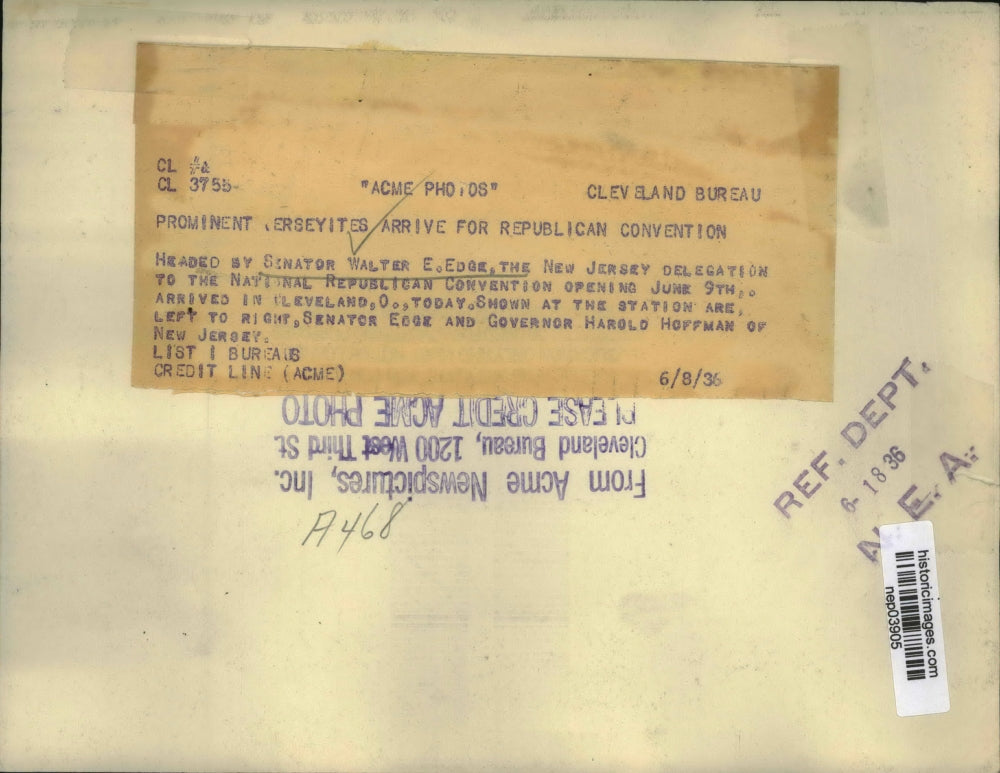 CL #&
CL 3755-
"ACME PHOTOS" CLEVELAND BUREAU
PROMINENT JERSEYITES ARRIVE FOR REPUBLICAN CONVENTION
HEADED BY SENATOR WALTER E.EDGE,THE NEW JERSEY DELEGATION
TO THE NATIONAL REPUBLICAN CONVENTION OPENING JUNE 9TH,.
ARRIVED IN CLEVELAND,O.,TODAY.SHOWN AT THE STATION ARE,
LEFT TO RIGHT,SENATOR EDGE AND GOVERNOR HAROLD HOFFMAN OF
NEW JERSEY.
LIST I BUREAUS
CREDIT LINE (ACME) 6/8/36
From Acme Newspictures, Inc.
Cleveland Bureau, 1200 West Third St
PLEASE CREDIT ACME PHOTO
A468
REF. DEPT.
6-18 36
N. E. A.
historicimages.com
nep03905